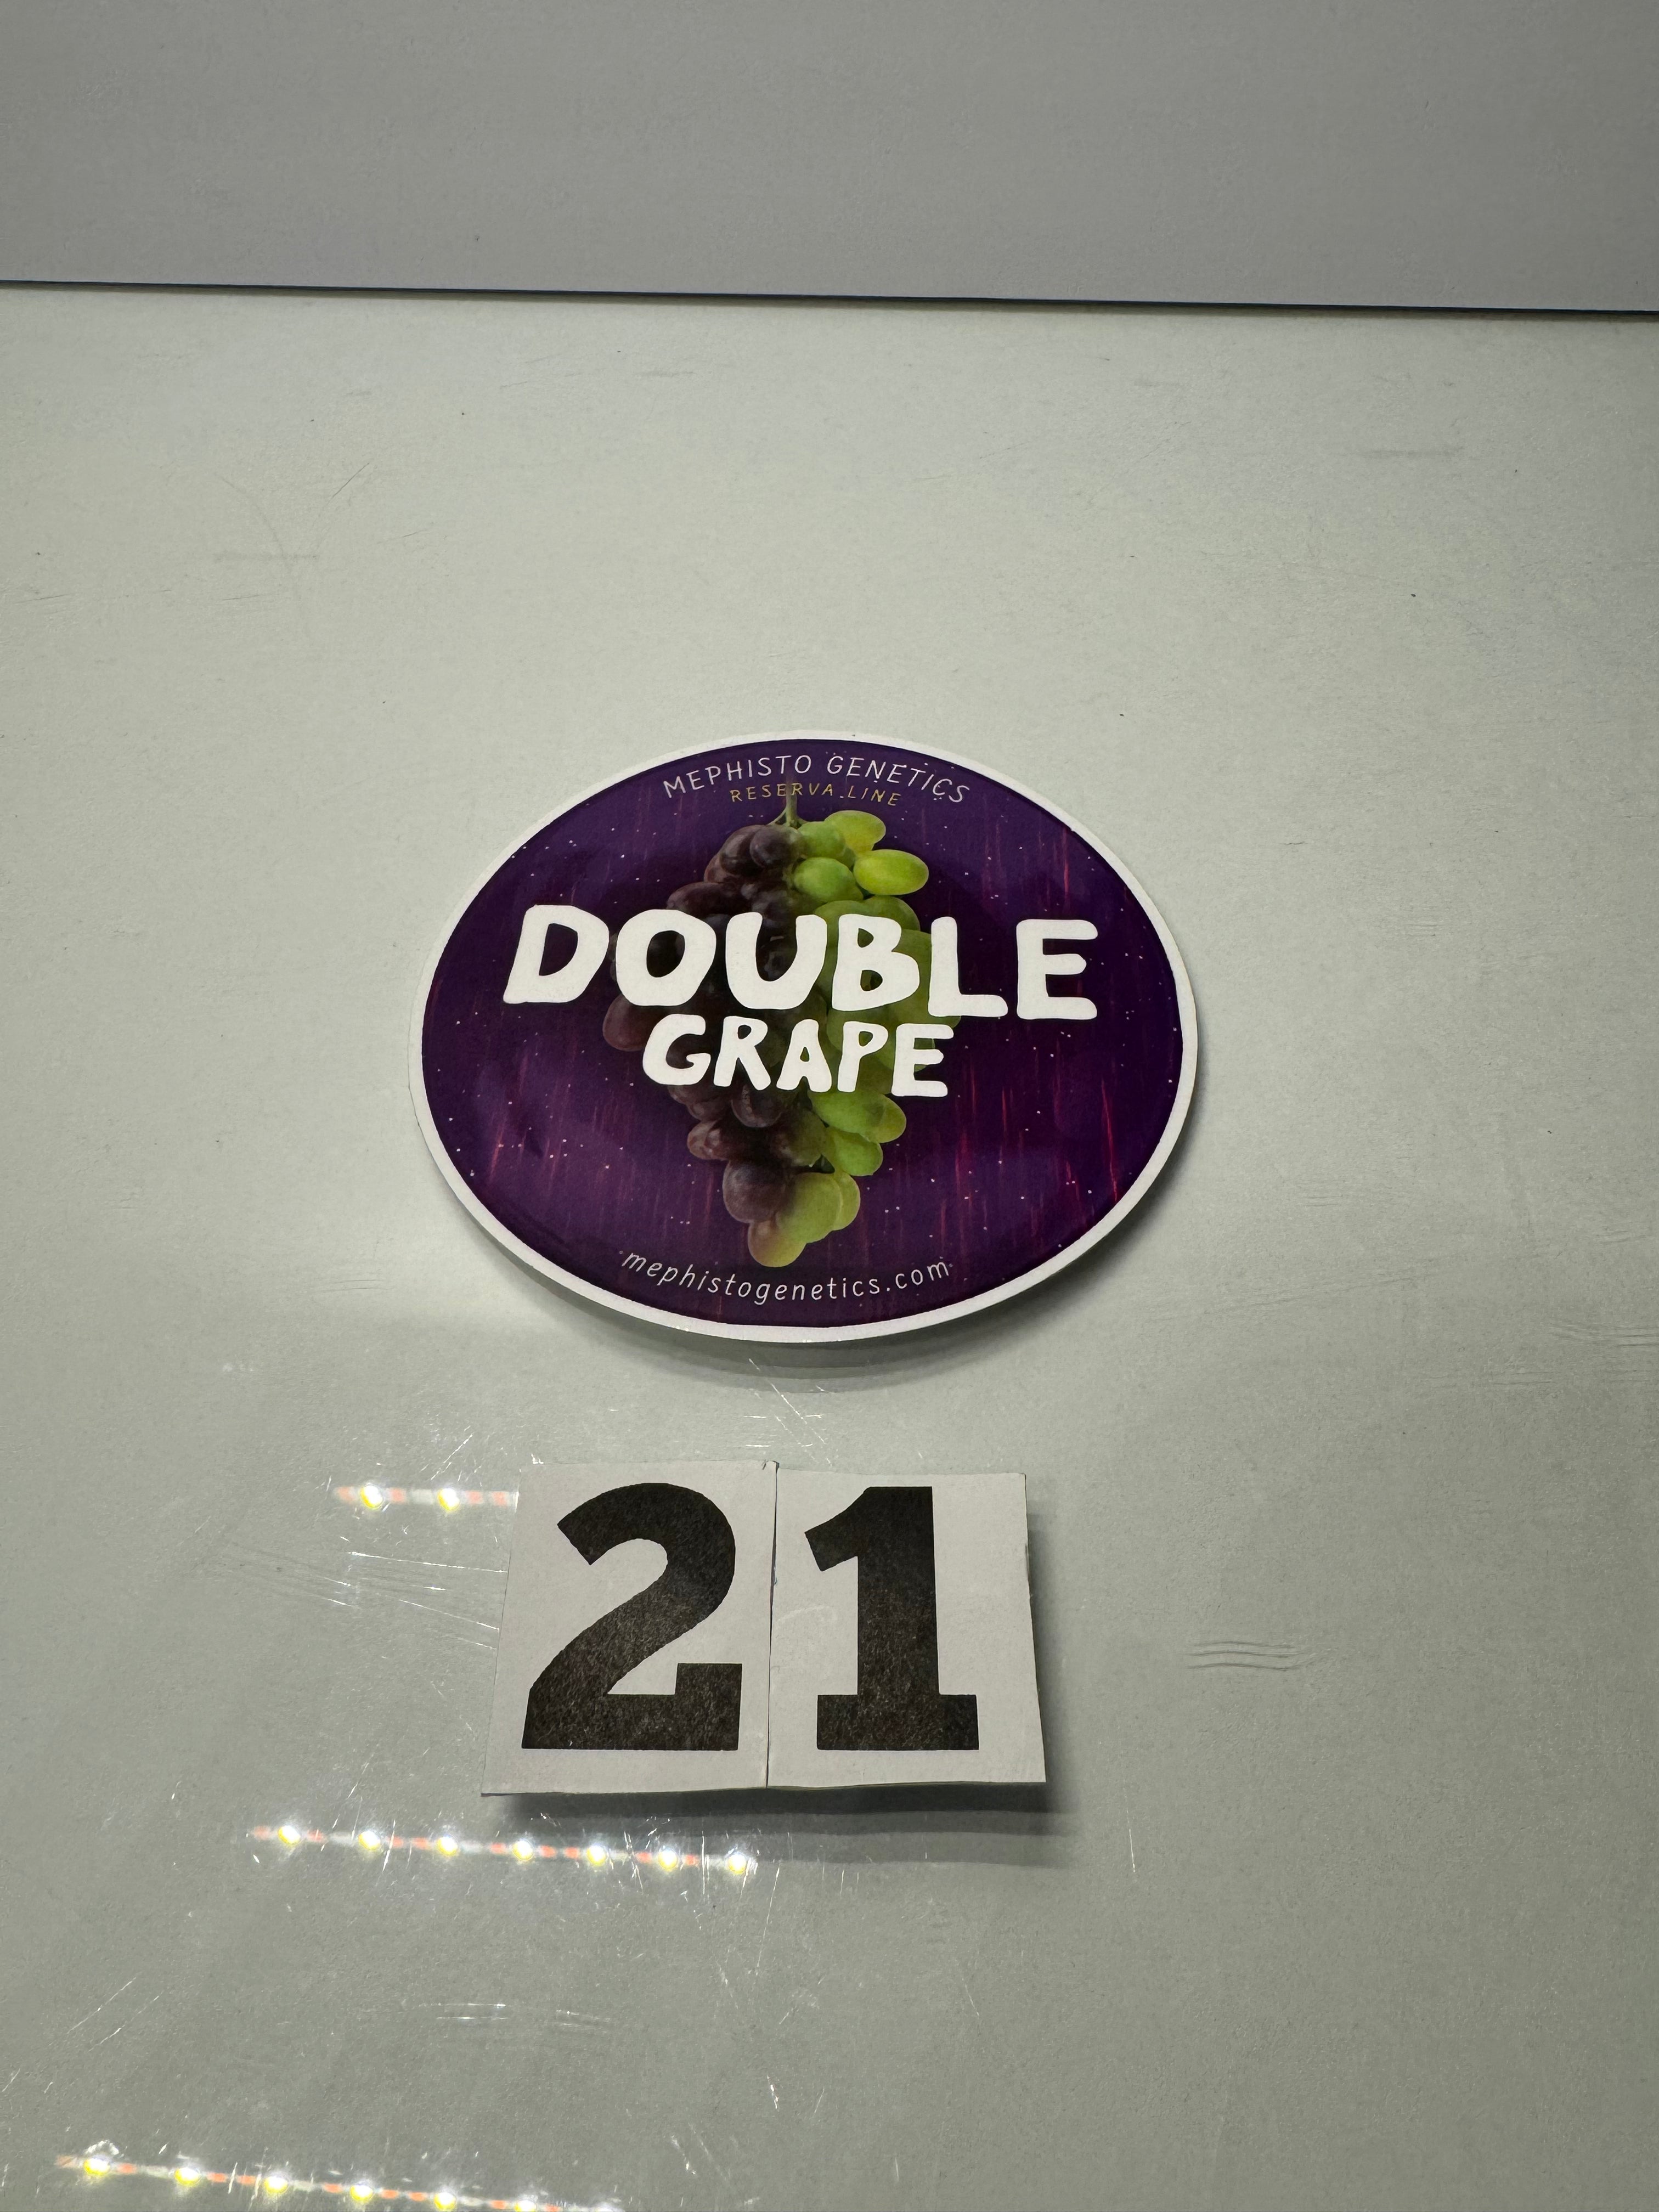 MEPHISTO GENETICS
RESERVA LINE
DOUBLE
GRAPE
mephistogenetics.com
21